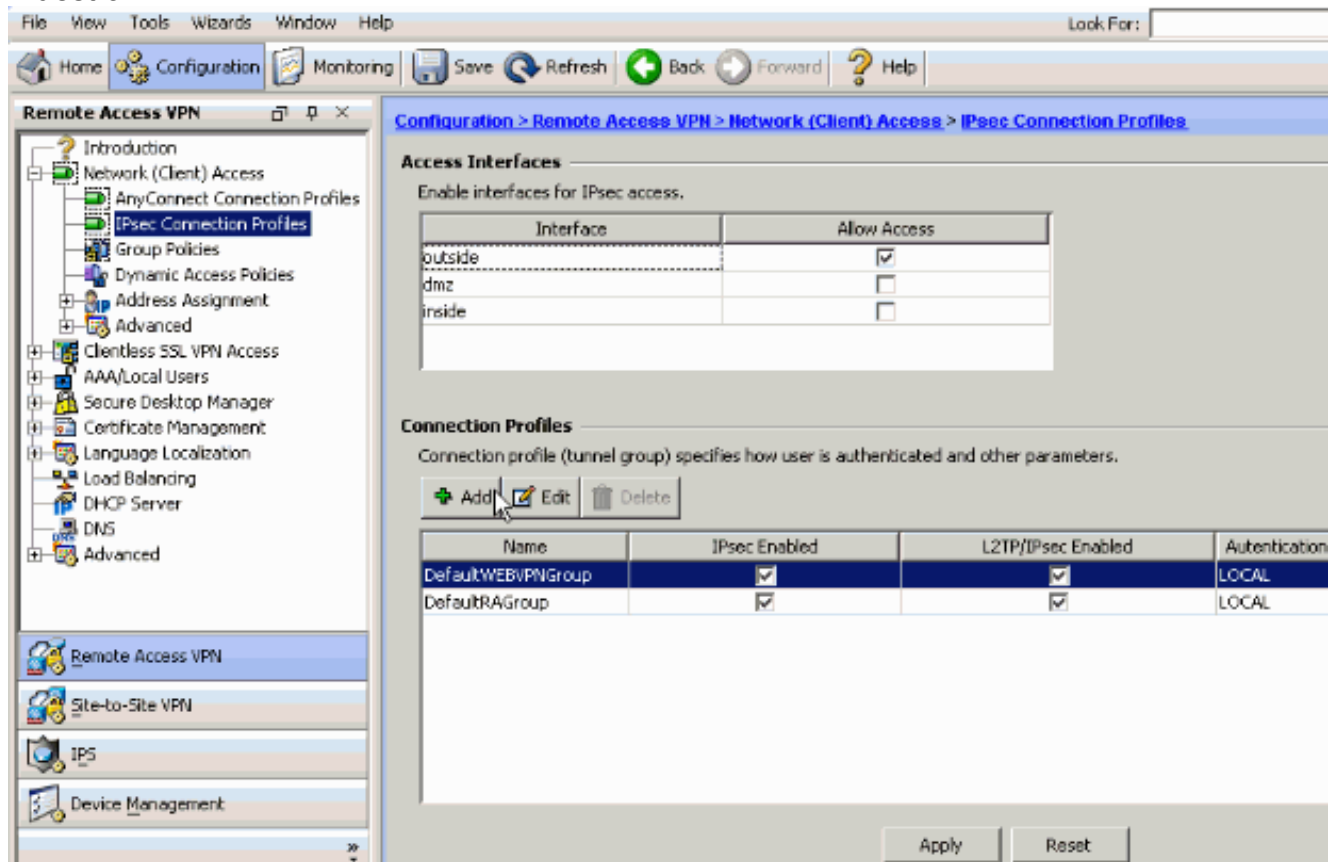 File View Tools Wizards Window Help Look For:
Home Configuration Monitoring Save Refresh Back Forward Help
Remote Access VPN
Introduction
Network (Client) Access
AnyConnect Connection Profiles
IPsec Connection Profiles
Group Policies
Dynamic Access Policies
Address Assignment
Advanced
Clientless SSL VPN Access
AAA/Local Users
Secure Desktop Manager
Certificate Management
Language Localization
Load Balancing
DHCP Server
DNS
Advanced
Remote Access VPN
Site-to-Site VPN
IPS
Device Management
Configuration > Remote Access VPN > Network (Client) Access > IPsec Connection Profiles
Access Interfaces
Enable interfaces for IPsec access.
Interface Allow Access
outside
dmz
inside
Connection Profiles
Connection profile (tunnel group) specifies how user is authenticated and other parameters.
Add Edit Delete
Name IPsec Enabled L2TP/IPsec Enabled Autentication
DefaultWEBVPNGroup LOCAL
DefaultRAGroup LOCAL
Apply Reset